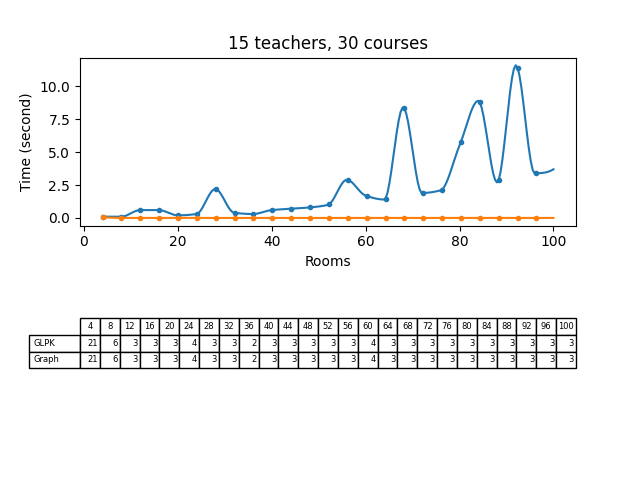 15 teachers, 30 courses
10.0
7.5
5.0
2.5
0.0
Time (second)
0 20 40 60 80 100
Rooms
4 8 12 16 20 24 28 32 36 40 44 48 52 56 60 64 68 72 76 80 84 88 92 96 100
GLPK 21 6 3 3 3 4 3 3 2 3 3 3 3 3 4 3 3 3 3 3 3 3 3 3 3
Graph 21 6 3 3 3 4 3 3 2 3 3 3 3 3 4 3 3 3 3 3 3 3 3 3 3